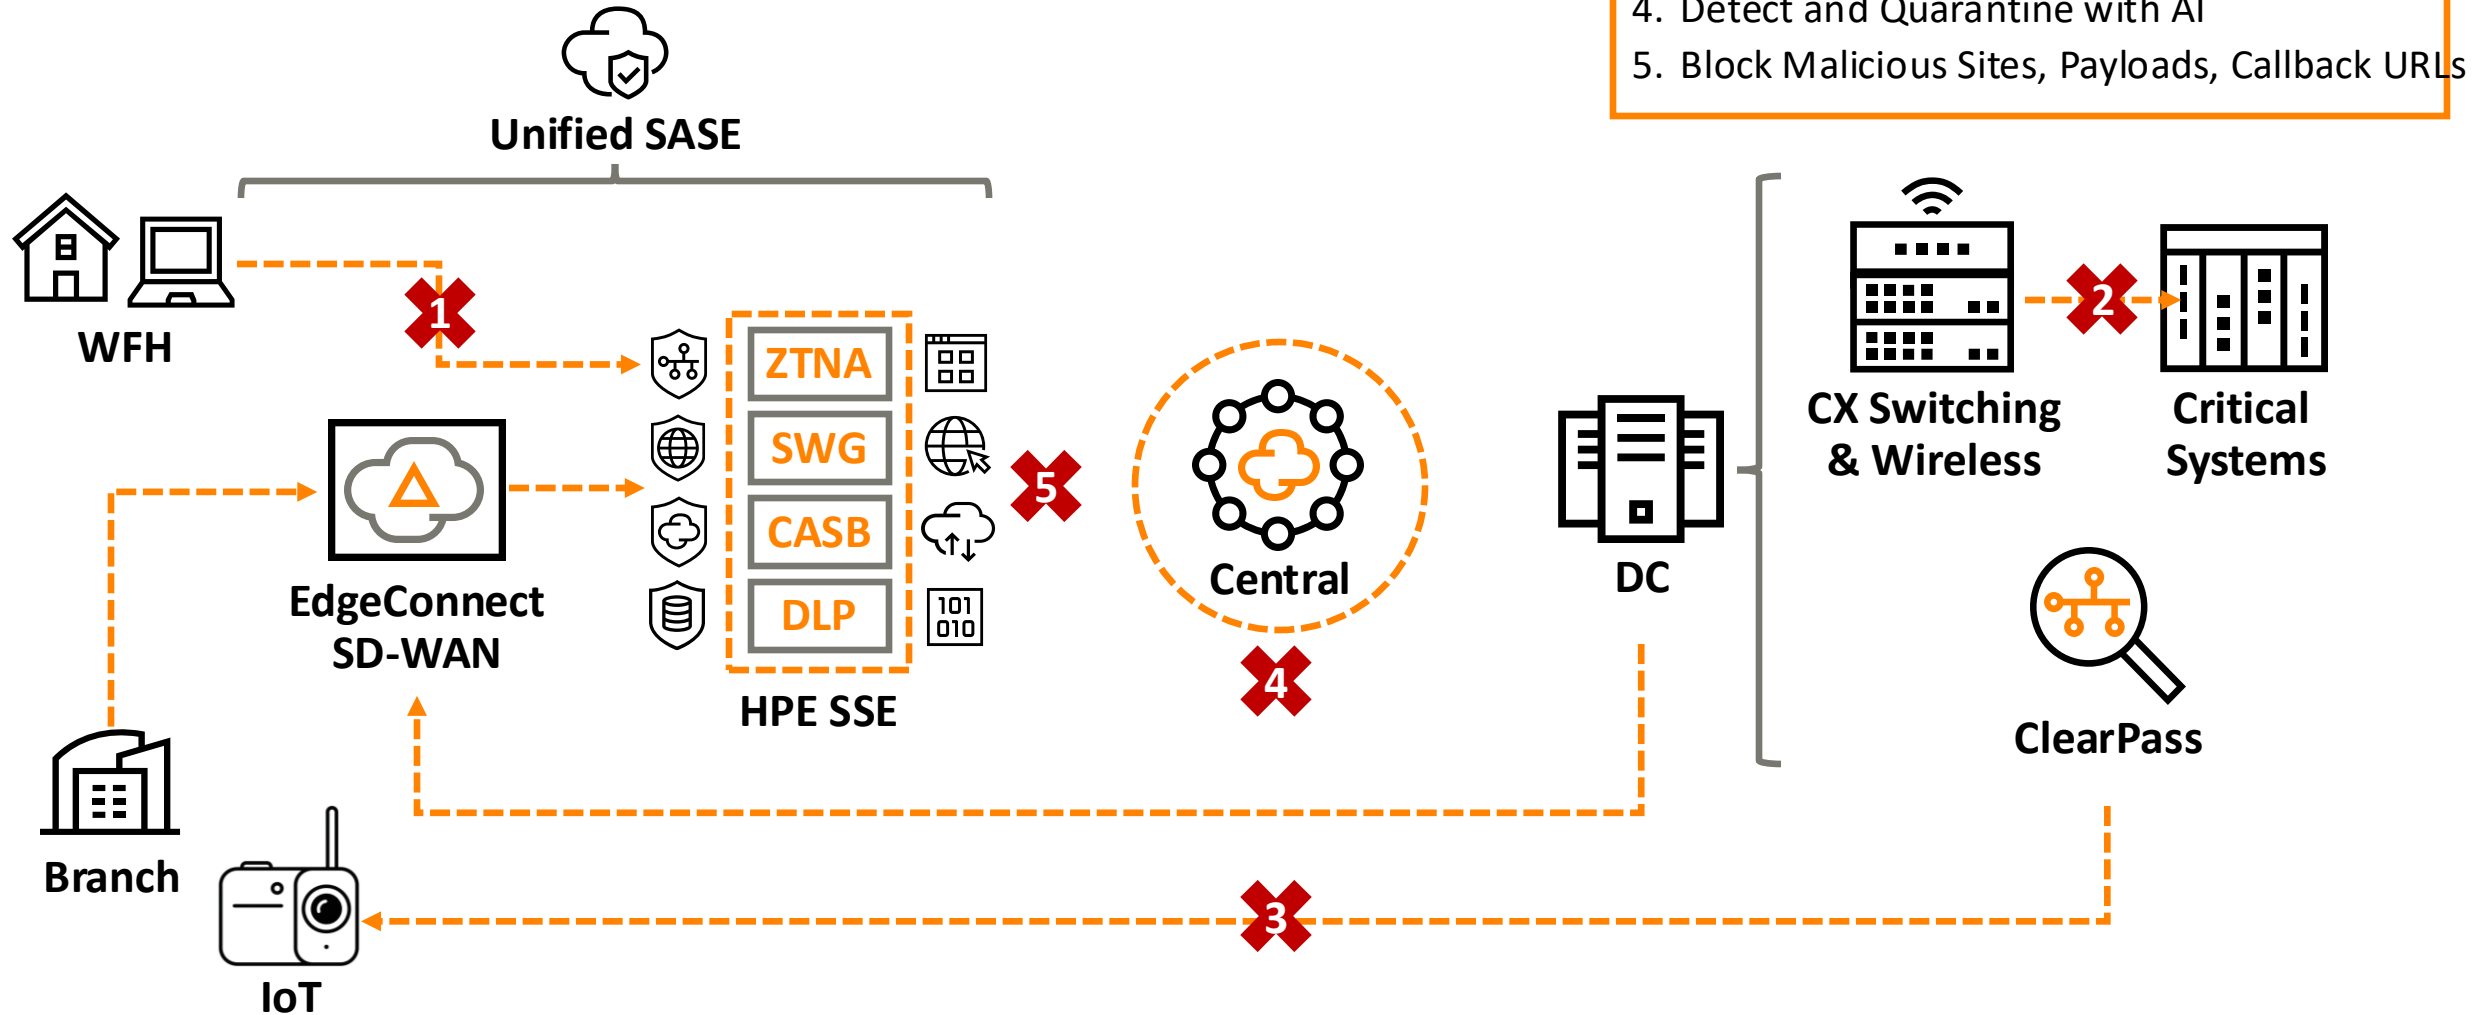 4. Detect and Quarantine with AI
5. Block Malicious Sites, Payloads, Callback URLs
Unified SASE
WFH
1
ZTNA
SWG
CASB
DLP
101
010
HPE SSE
EdgeConnect
SD-WAN
5
Central
4
DC
CX Switching
& Wireless
2
Critical
Systems
ClearPass
Branch
3
IoT